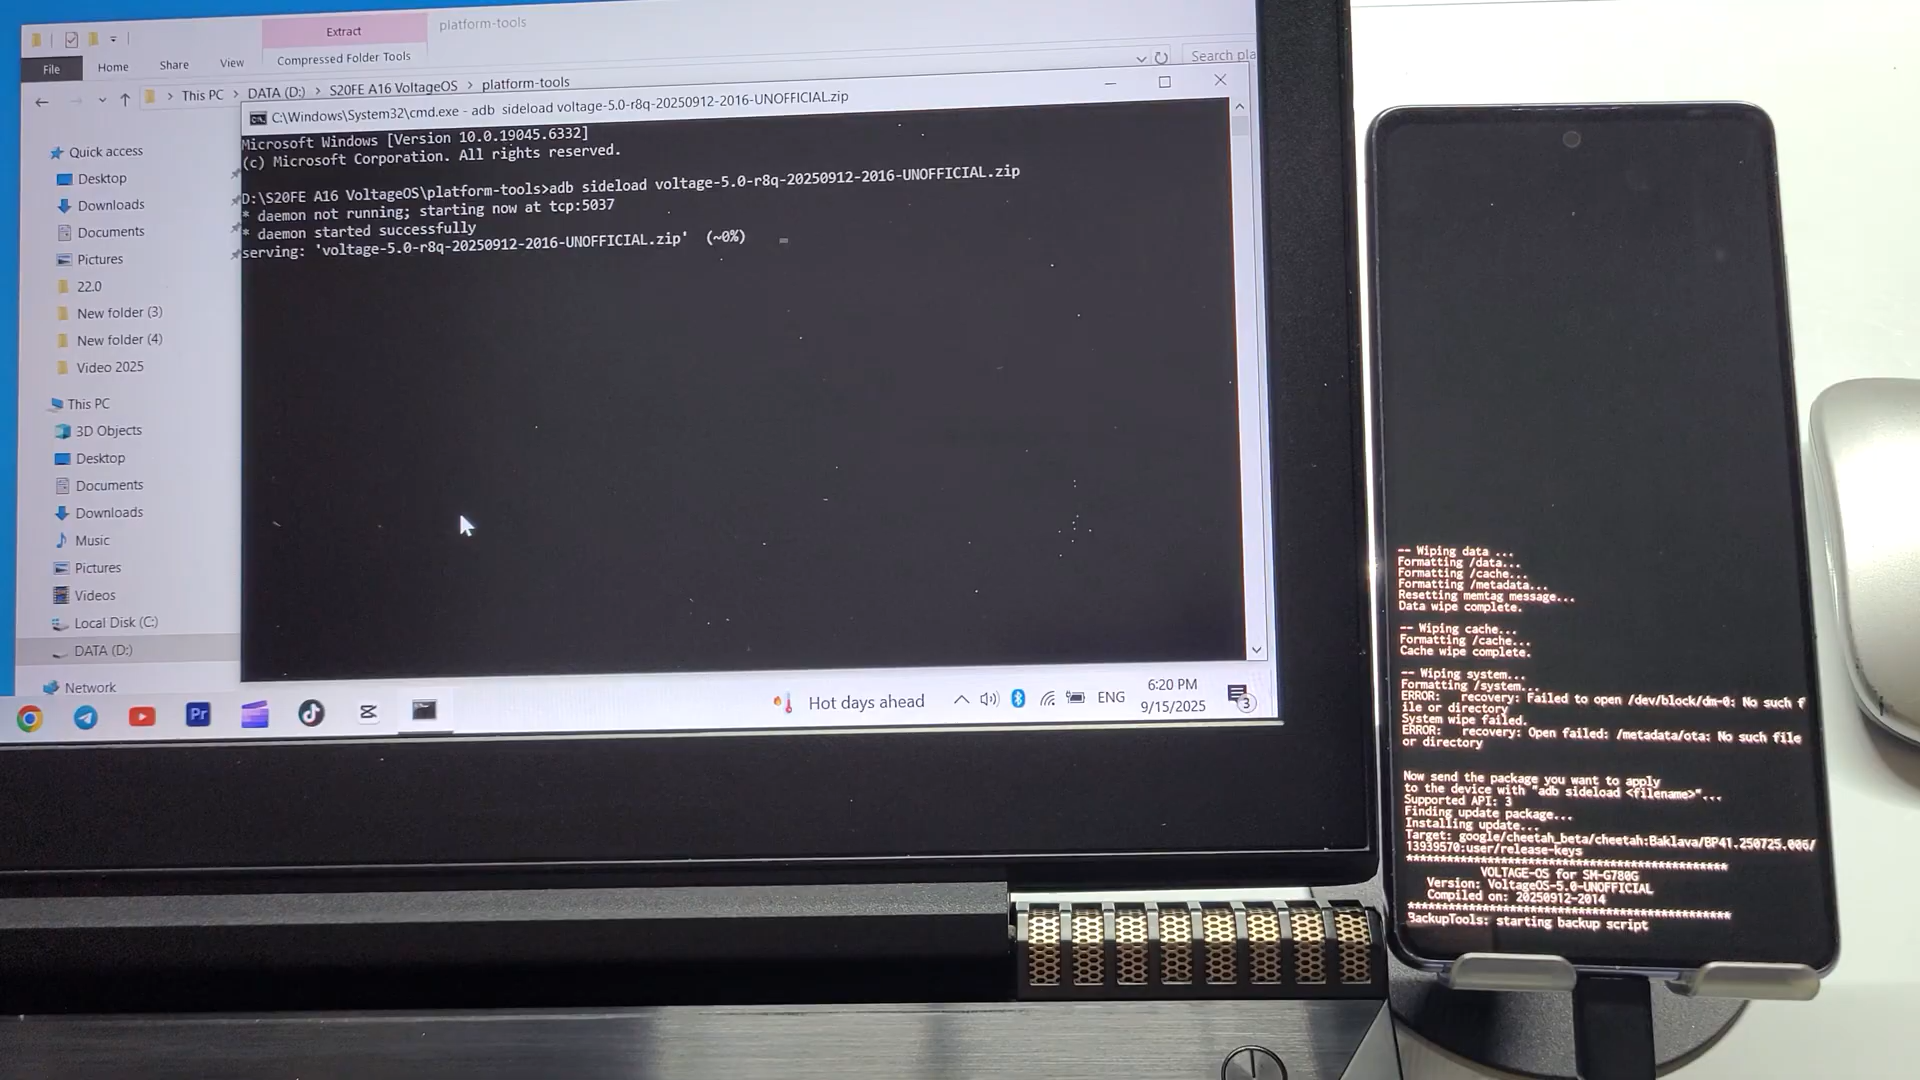 Extract
platform-tools
File
Home
Share
View
Compressed Folder Tools
This PC
DATA (D:)
S20FE A16 VoltageOS
platform-tools
Search pla
C:\Windows\System32\cmd.exe - adb sideload voltage-5.0-r8q-20250912-2016-UNOFFICIAL.zip
Microsoft Windows [Version 10.0.19045.6332]
(c) Microsoft Corporation. All rights reserved.
D:\S20FE A16 VoltageOS\platform-tools>adb sideload voltage-5.0-r8q-20250912-2016-UNOFFICIAL.zip
* daemon not running; starting now at tcp:5037
* daemon started successfully
serving: 'voltage-5.0-r8q-20250912-2016-UNOFFICIAL.zip' (~0%)
Quick access
Desktop
Downloads
Documents
Pictures
22.0
New folder (3)
New folder (4)
Video 2025
This PC
3D Objects
Desktop
Documents
Downloads
Music
Pictures
Videos
Local Disk (C:)
DATA (D:)
Network
Pr
Hot days ahead
ENG
6:20 PM
9/15/2025
3
-- Wiping data ...
Formatting /data...
Formatting /cache...
Formatting /metadata...
Resetting memtag message...
Data wipe complete.
-- Wiping cache...
Formatting /cache...
Cache wipe complete.
-- Wiping system...
Formatting /system...
ERROR: recovery: Failed to open /dev/block/dm-0: No such f
ile or directory
System wipe failed.
ERROR: recovery: Open failed: /metadata/ota: No such file
or directory
Now send the package you want to apply
to the device with "adb sideload <filename>"...
Supported API: 3
Finding update package...
Installing update...
Target: google/cheetah_beta/cheetah:Baklava/BP41.250725.006/
13939570:user/release-keys
**************************************************
VOLTAGE-OS for SM-G780G
Version: VoltageOS-5.0-UNOFFICIAL
Compiled on: 20250912-2014
**************************************************
BackupTools: starting backup script